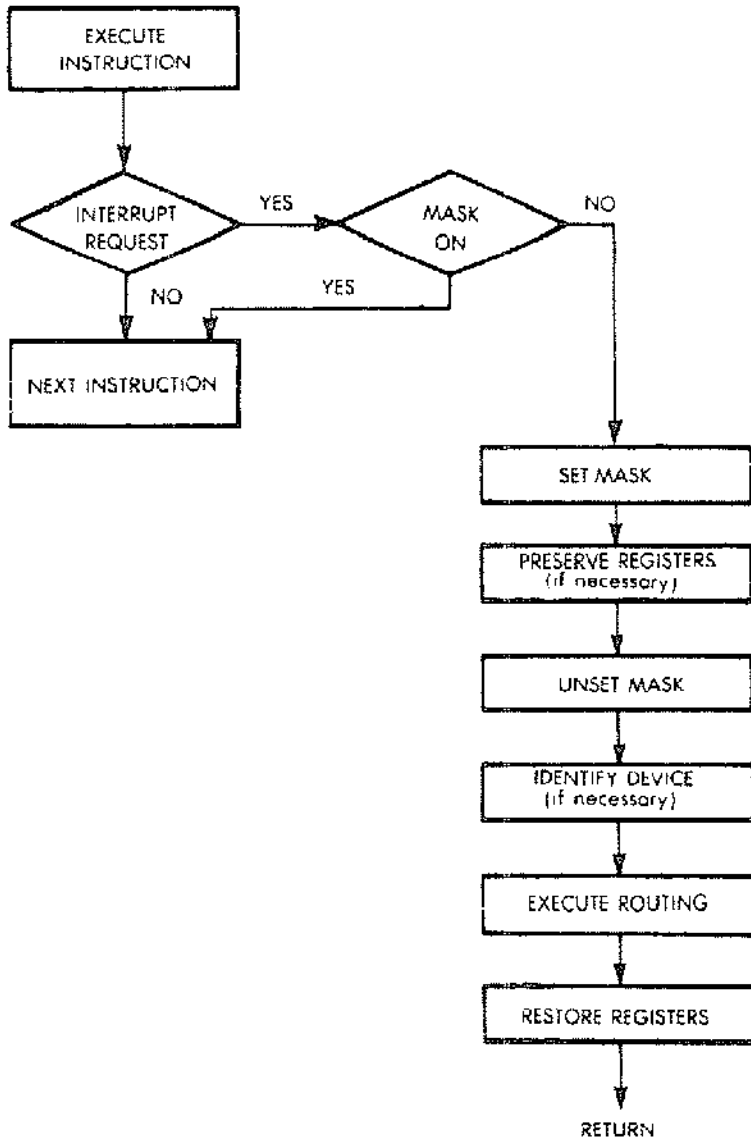 EXECUTE
INSTRUCTION
INTERRUPT
REQUEST
YES
MASK
ON
NO
NO
YES
NEXT INSTRUCTION
SET MASK
PRESERVE REGISTERS
(if necessary)
UNSET MASK
IDENTIFY DEVICE
(if necessary)
EXECUTE ROUTING
RESTORE REGISTERS
RETURN